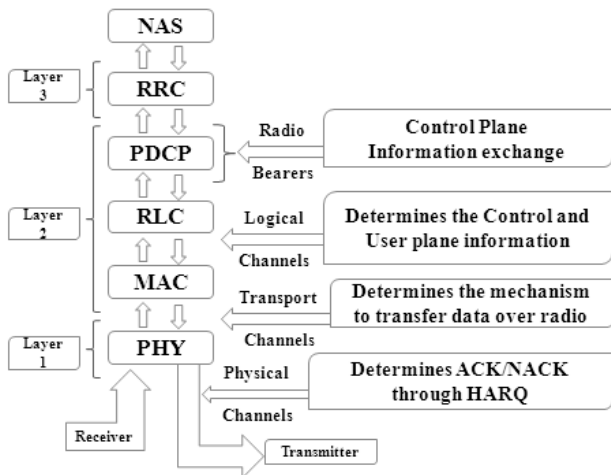 NAS
Layer
3
RRC
PDCP
Radio
Bearers
Control Plane
Information exchange
Layer
2
RLC
Logical
Channels
Determines the Control and
User plane information
MAC
Transport
Channels
Determines the mechanism
to transfer data over radio
Layer
1
PHY
Physical
Channels
Determines ACK/NACK
through HARQ
Receiver
Transmitter